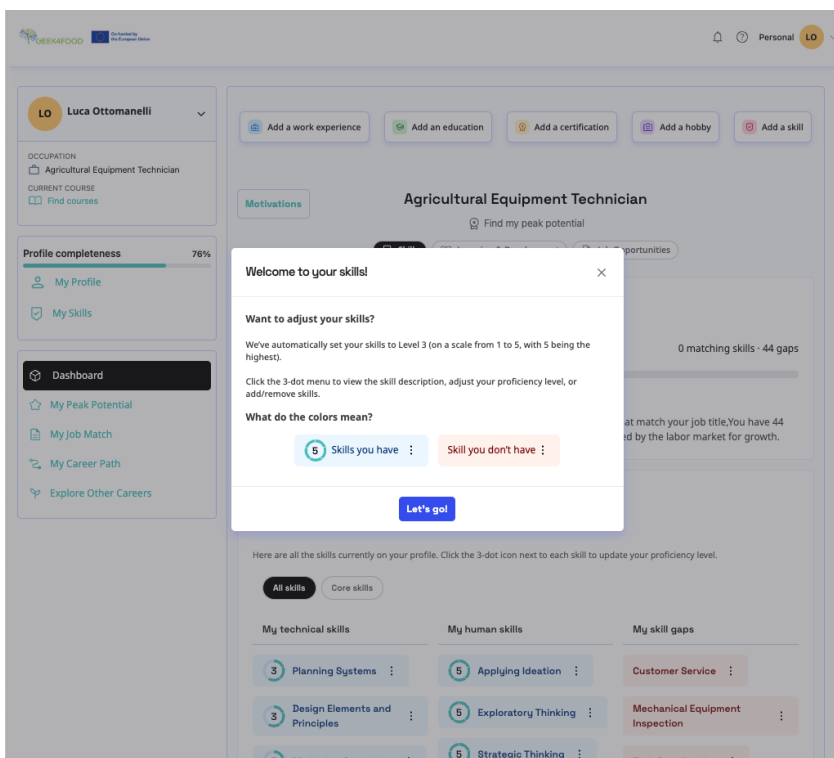 GEEK4FOOD
Co-funded by
the European Union
Personal
LO
LO
Luca Ottomanelli
OCCUPATION
Agricultural Equipment Technician
CURRENT COURSE
Find courses
Profile completeness 76%
My Profile
My Skills
Dashboard
My Peak Potential
My Job Match
My Career Path
Explore Other Careers
Add a work experience
Add an education
Add a certification
Add a hobby
Add a skill
Motivations
Agricultural Equipment Technician
Find my peak potential
0 matching skills · 44 gaps
at match your job title,You have 44
ed by the labor market for growth.
Welcome to your skills!
Want to adjust your skills?
We've automatically set your skills to Level 3 (on a scale from 1 to 5, with 5 being the
highest).
Click the 3-dot menu to view the skill description, adjust your proficiency level, or
add/remove skills.
What do the colors mean?
5 Skills you have
Skill you don't have
Let's go!
Here are all the skills currently on your profile. Click the 3-dot icon next to each skill to update your proficiency level.
All skills
Core skills
My technical skills
3 Planning Systems
3 Design Elements and
Principles
My human skills
5 Applying Ideation
5 Exploratory Thinking
5 Strategic Thinking
My skill gaps
Customer Service
Mechanical Equipment
Inspection